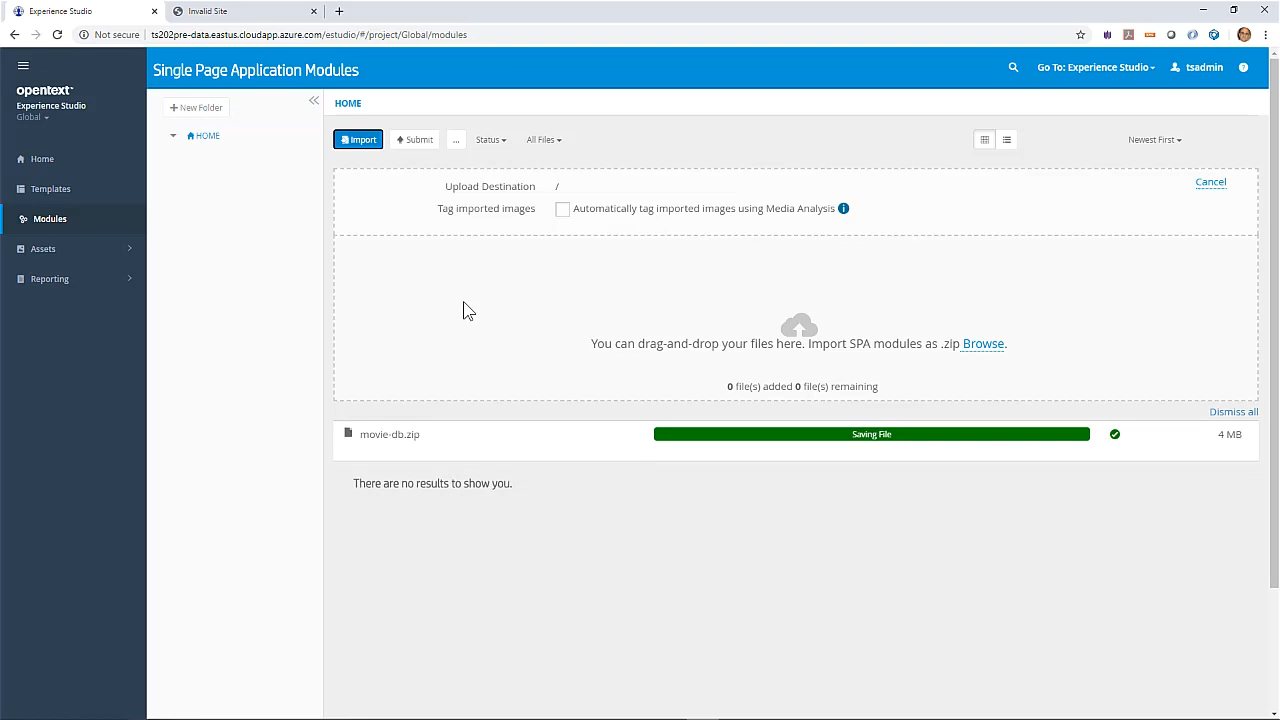 Experience Studio
Invalid Site
Not secure ts202pre-data.eastus.cloudapp.azure.com/estudio/#/project/Global/modules
opentext™
Experience Studio
Global
Home
Templates
Modules
Assets
Reporting
Single Page Application Modules
Go To: Experience Studio
tsadmin
New Folder
HOME
HOME
Import
Submit
...
Status
All Files
Newest First
Upload Destination /
Cancel
Tag imported images Automatically tag imported images using Media Analysis
You can drag-and-drop your files here. Import SPA modules as .zip Browse.
0 file(s) added 0 file(s) remaining
Dismiss all
movie-db.zip Saving File 4 MB
There are no results to show you.